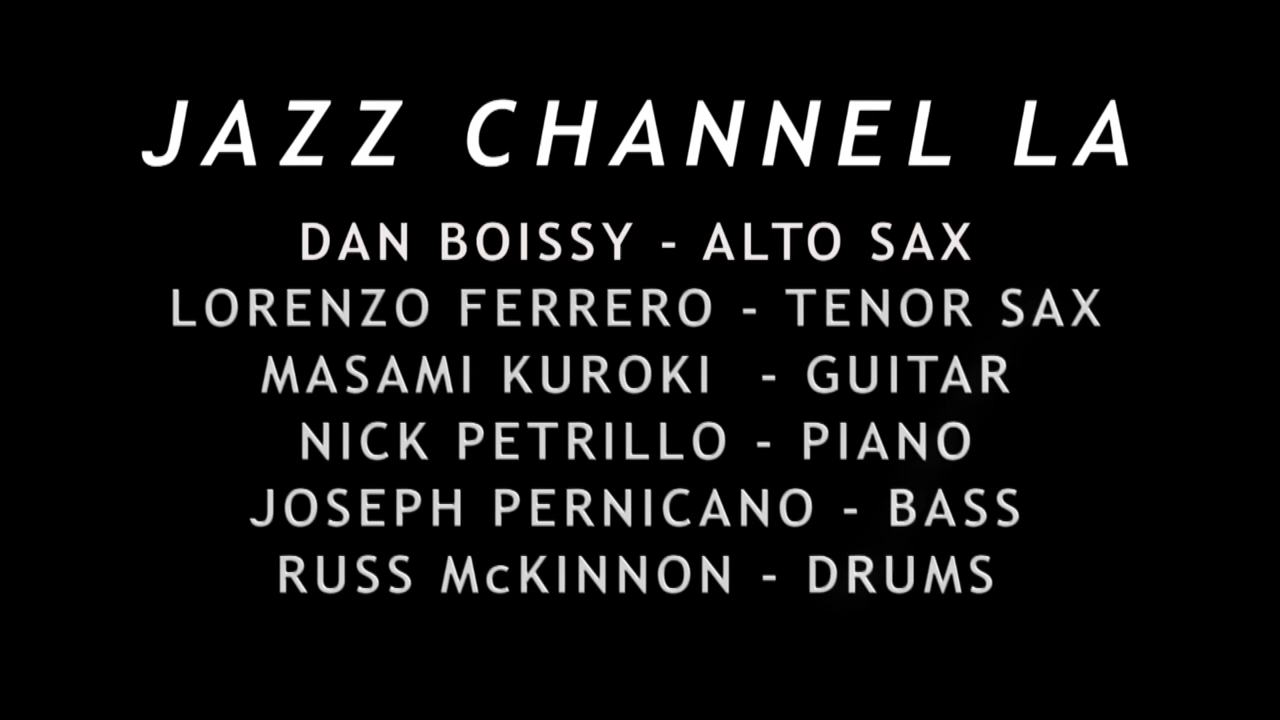 JAZZ CHANNEL LA
DAN BOISSY - ALTO SAX
LORENZO FERRERO - TENOR SAX
MASAMI KUROKI - GUITAR
NICK PETRILLO - PIANO
JOSEPH PERNICANO - BASS
RUSS McKINNON - DRUMS